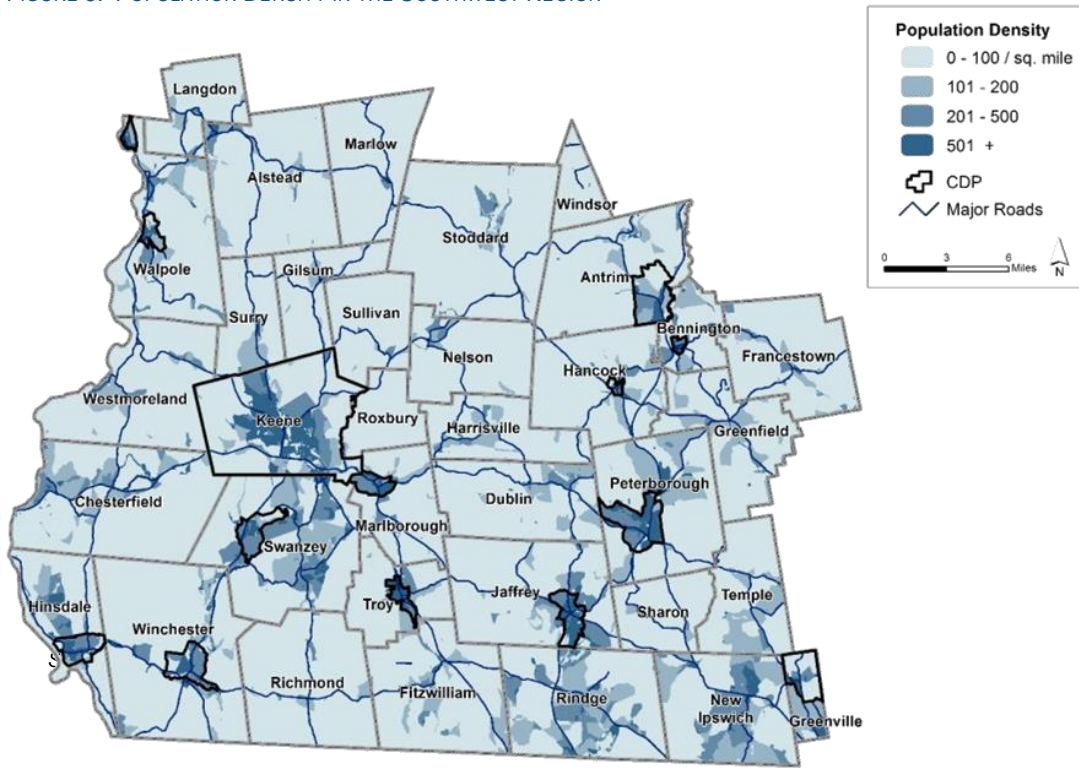 Population Density
0 - 100 / sq. mile
101 - 200
201 - 500
501 +
CDP
Major Roads
0 3 6
Miles
N
Langdon
Marlow
Alstead
Windsor
Stoddard
Walpole
Gilsum
Antrim
Surry
Sullivan
Bennington
Nelson
Francestown
Hancock
Westmoreland
Keene
Roxbury
Harrisville
Greenfield
Peterborough
Chesterfield
Dublin
Marlborough
Swanzey
Jaffrey
Temple
Hinsdale
Troy
Sharon
Winchester
Richmond
Fitzwilliam
Rindge
New
Ipswich
Greenville